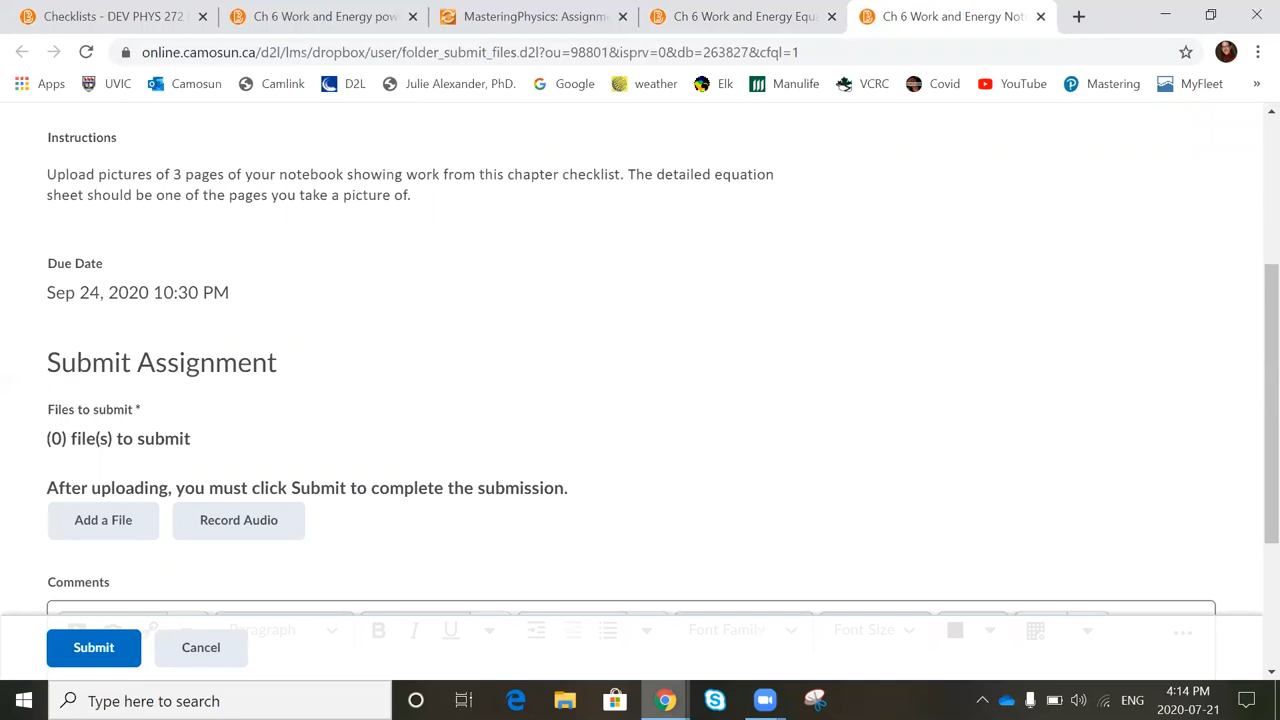 Checklists - DEV PHYS 272
Ch 6 Work and Energy pow
MasteringPhysics: Assignm
Ch 6 Work and Energy Equ
Ch 6 Work and Energy Not
online.camosun.ca/d2l/lms/dropbox/user/folder_submit_files.d2l?ou=98801&isprv=0&db=263827&cfql=1
Apps UVIC Camosun Camlink D2L Julie Alexander, PhD. Google weather Elk Manulife VCRC Covid YouTube Mastering MyFleet »
Instructions
Upload pictures of 3 pages of your notebook showing work from this chapter checklist. The detailed equation
sheet should be one of the pages you take a picture of.
Due Date
Sep 24, 2020 10:30 PM
Submit Assignment
Files to submit *
(0) file(s) to submit
After uploading, you must click Submit to complete the submission.
Add a File Record Audio
Comments
Paragraph B I U Font Family Font Size
Submit Cancel
Type here to search
ENG
4:14 PM
2020-07-21